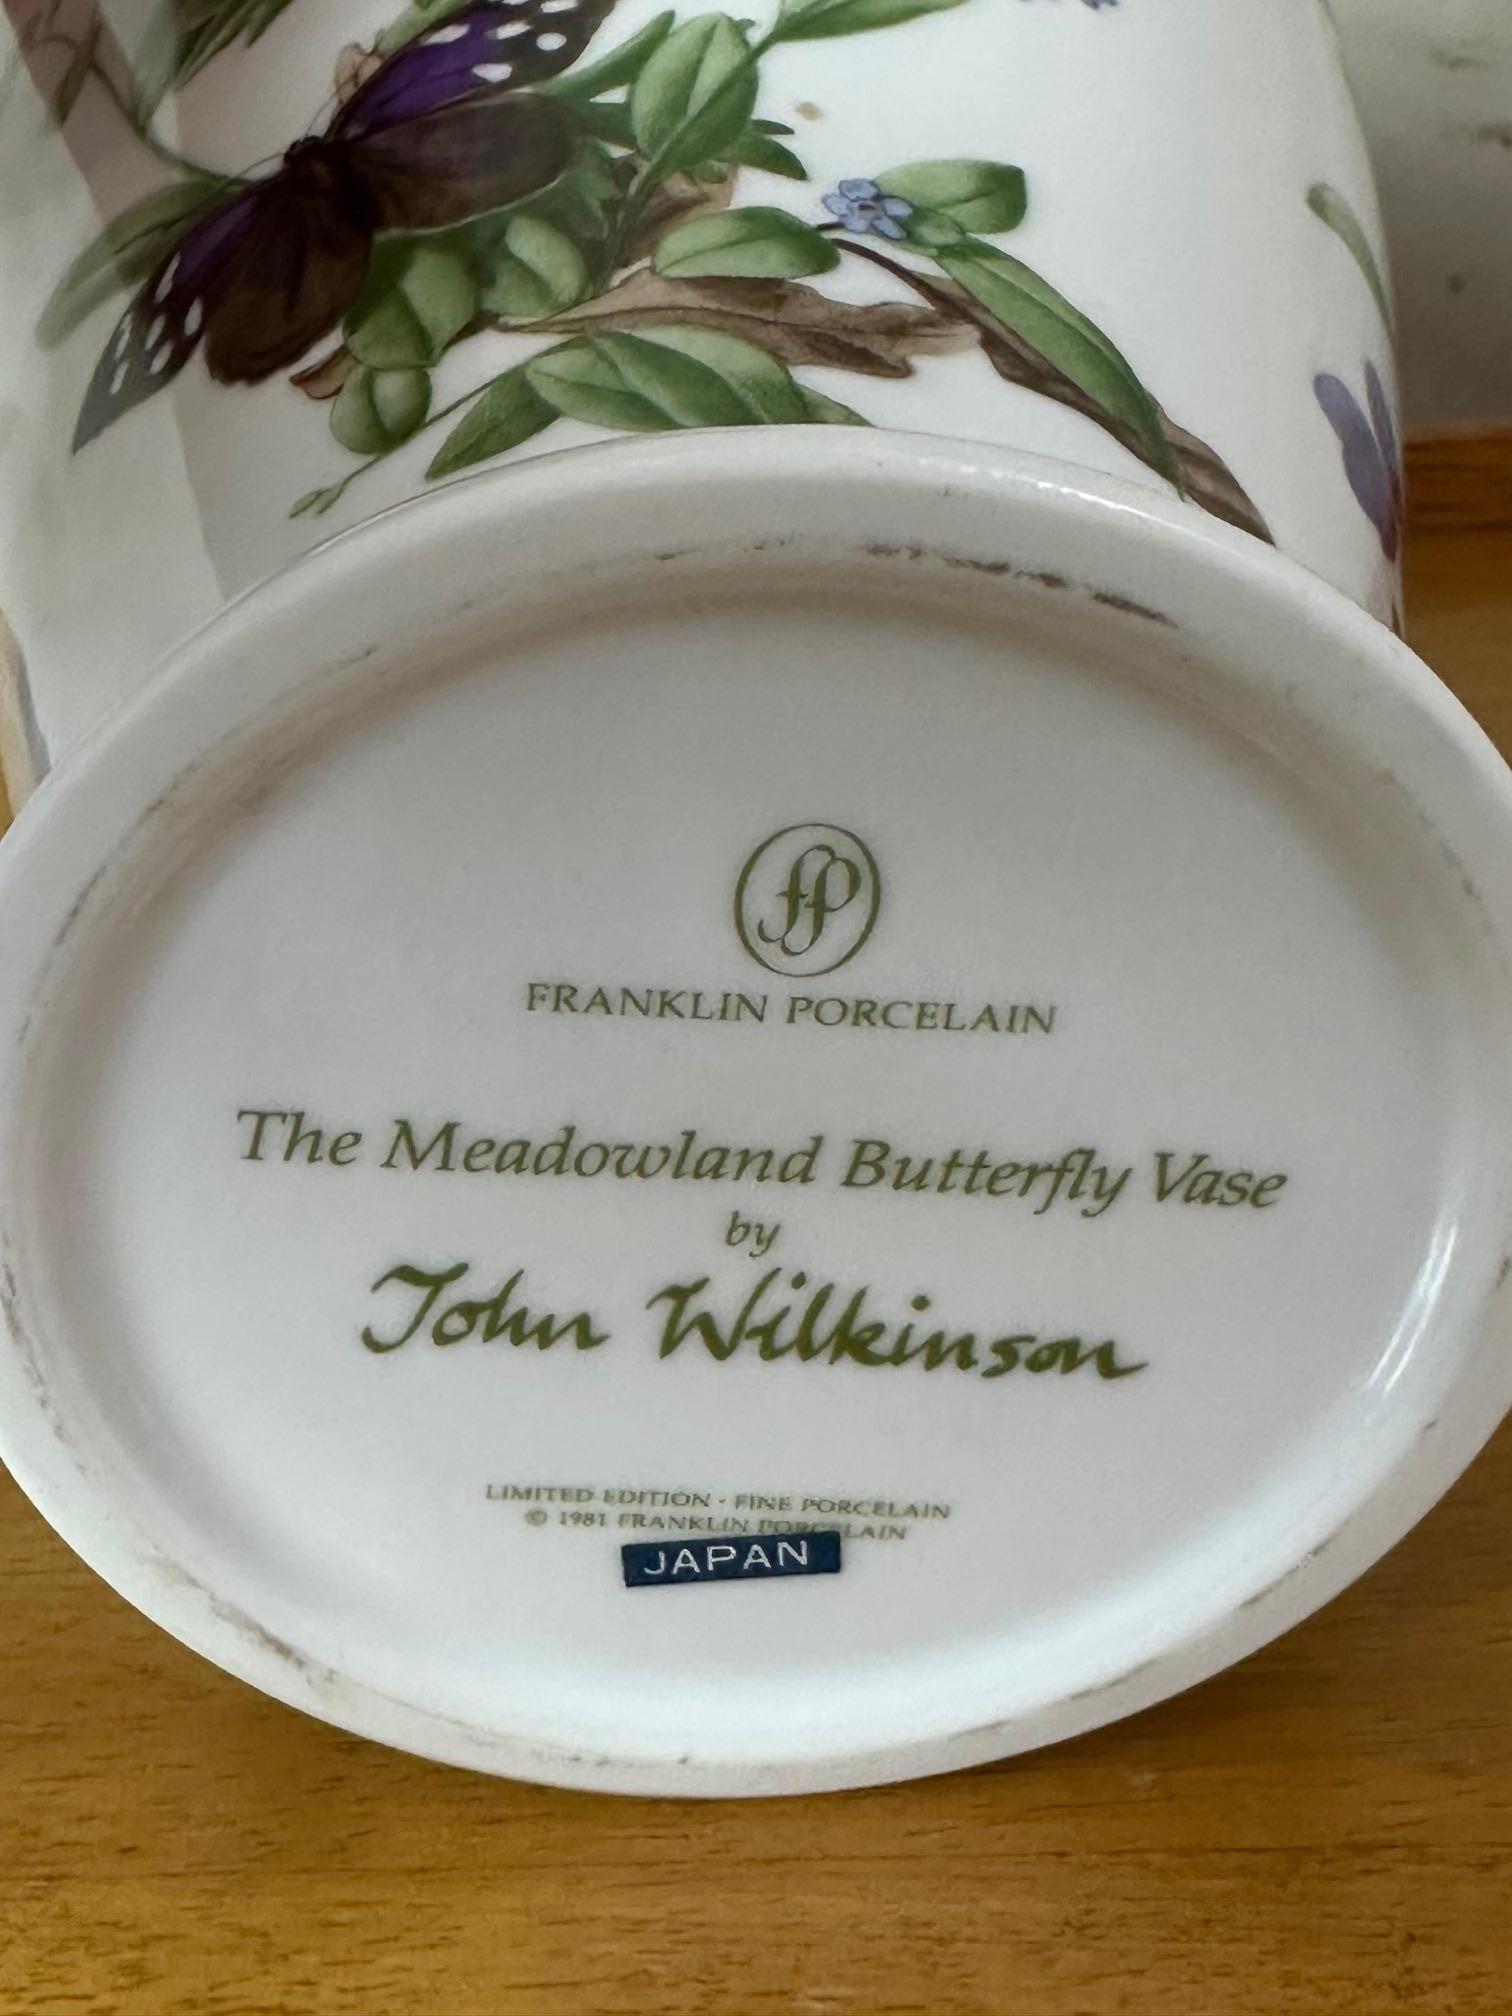 fp
FRANKLIN PORCELAIN
The Meadowland Butterfly Vase
by
John Wilkinson
LIMITED EDITION · FINE PORCELAIN
© 1981 FRANKLIN PORCELAIN
JAPAN